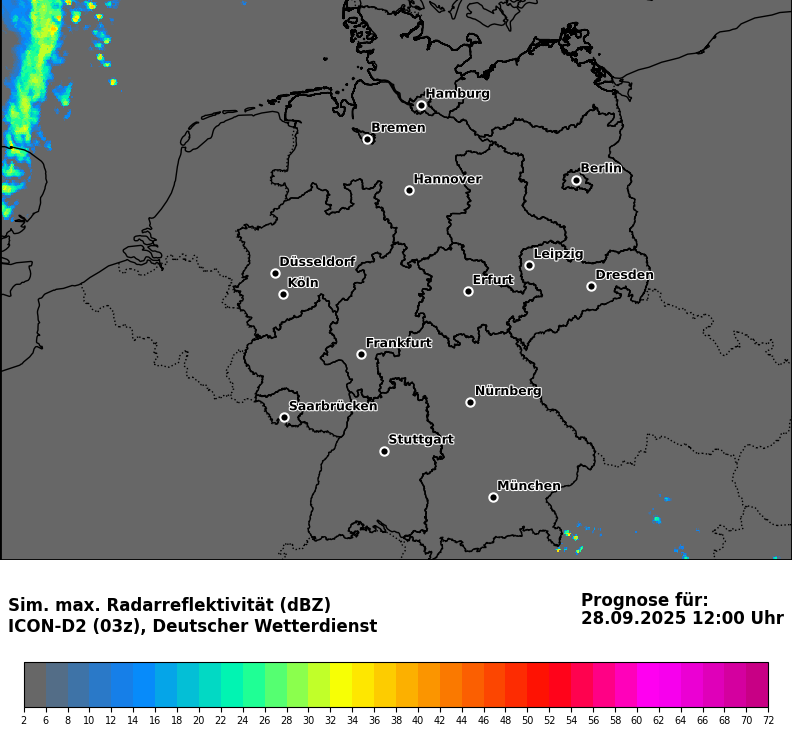 Hamburg
Bremen
Berlin
Hannover
Leipzig
Düsseldorf
Dresden
Köln
Erfurt
Frankfurt
Nürnberg
Saarbrücken
Stuttgart
München
Sim. max. Radarreflektivität (dBZ)
ICON-D2 (03z), Deutscher Wetterdienst
Prognose für:
28.09.2025 12:00 Uhr
2 6 8 10 12 14 16 18 20 22 24 26 28 30 32 34 36 38 40 42 44 46 48 50 52 54 56 58 60 62 64 66 68 70 72